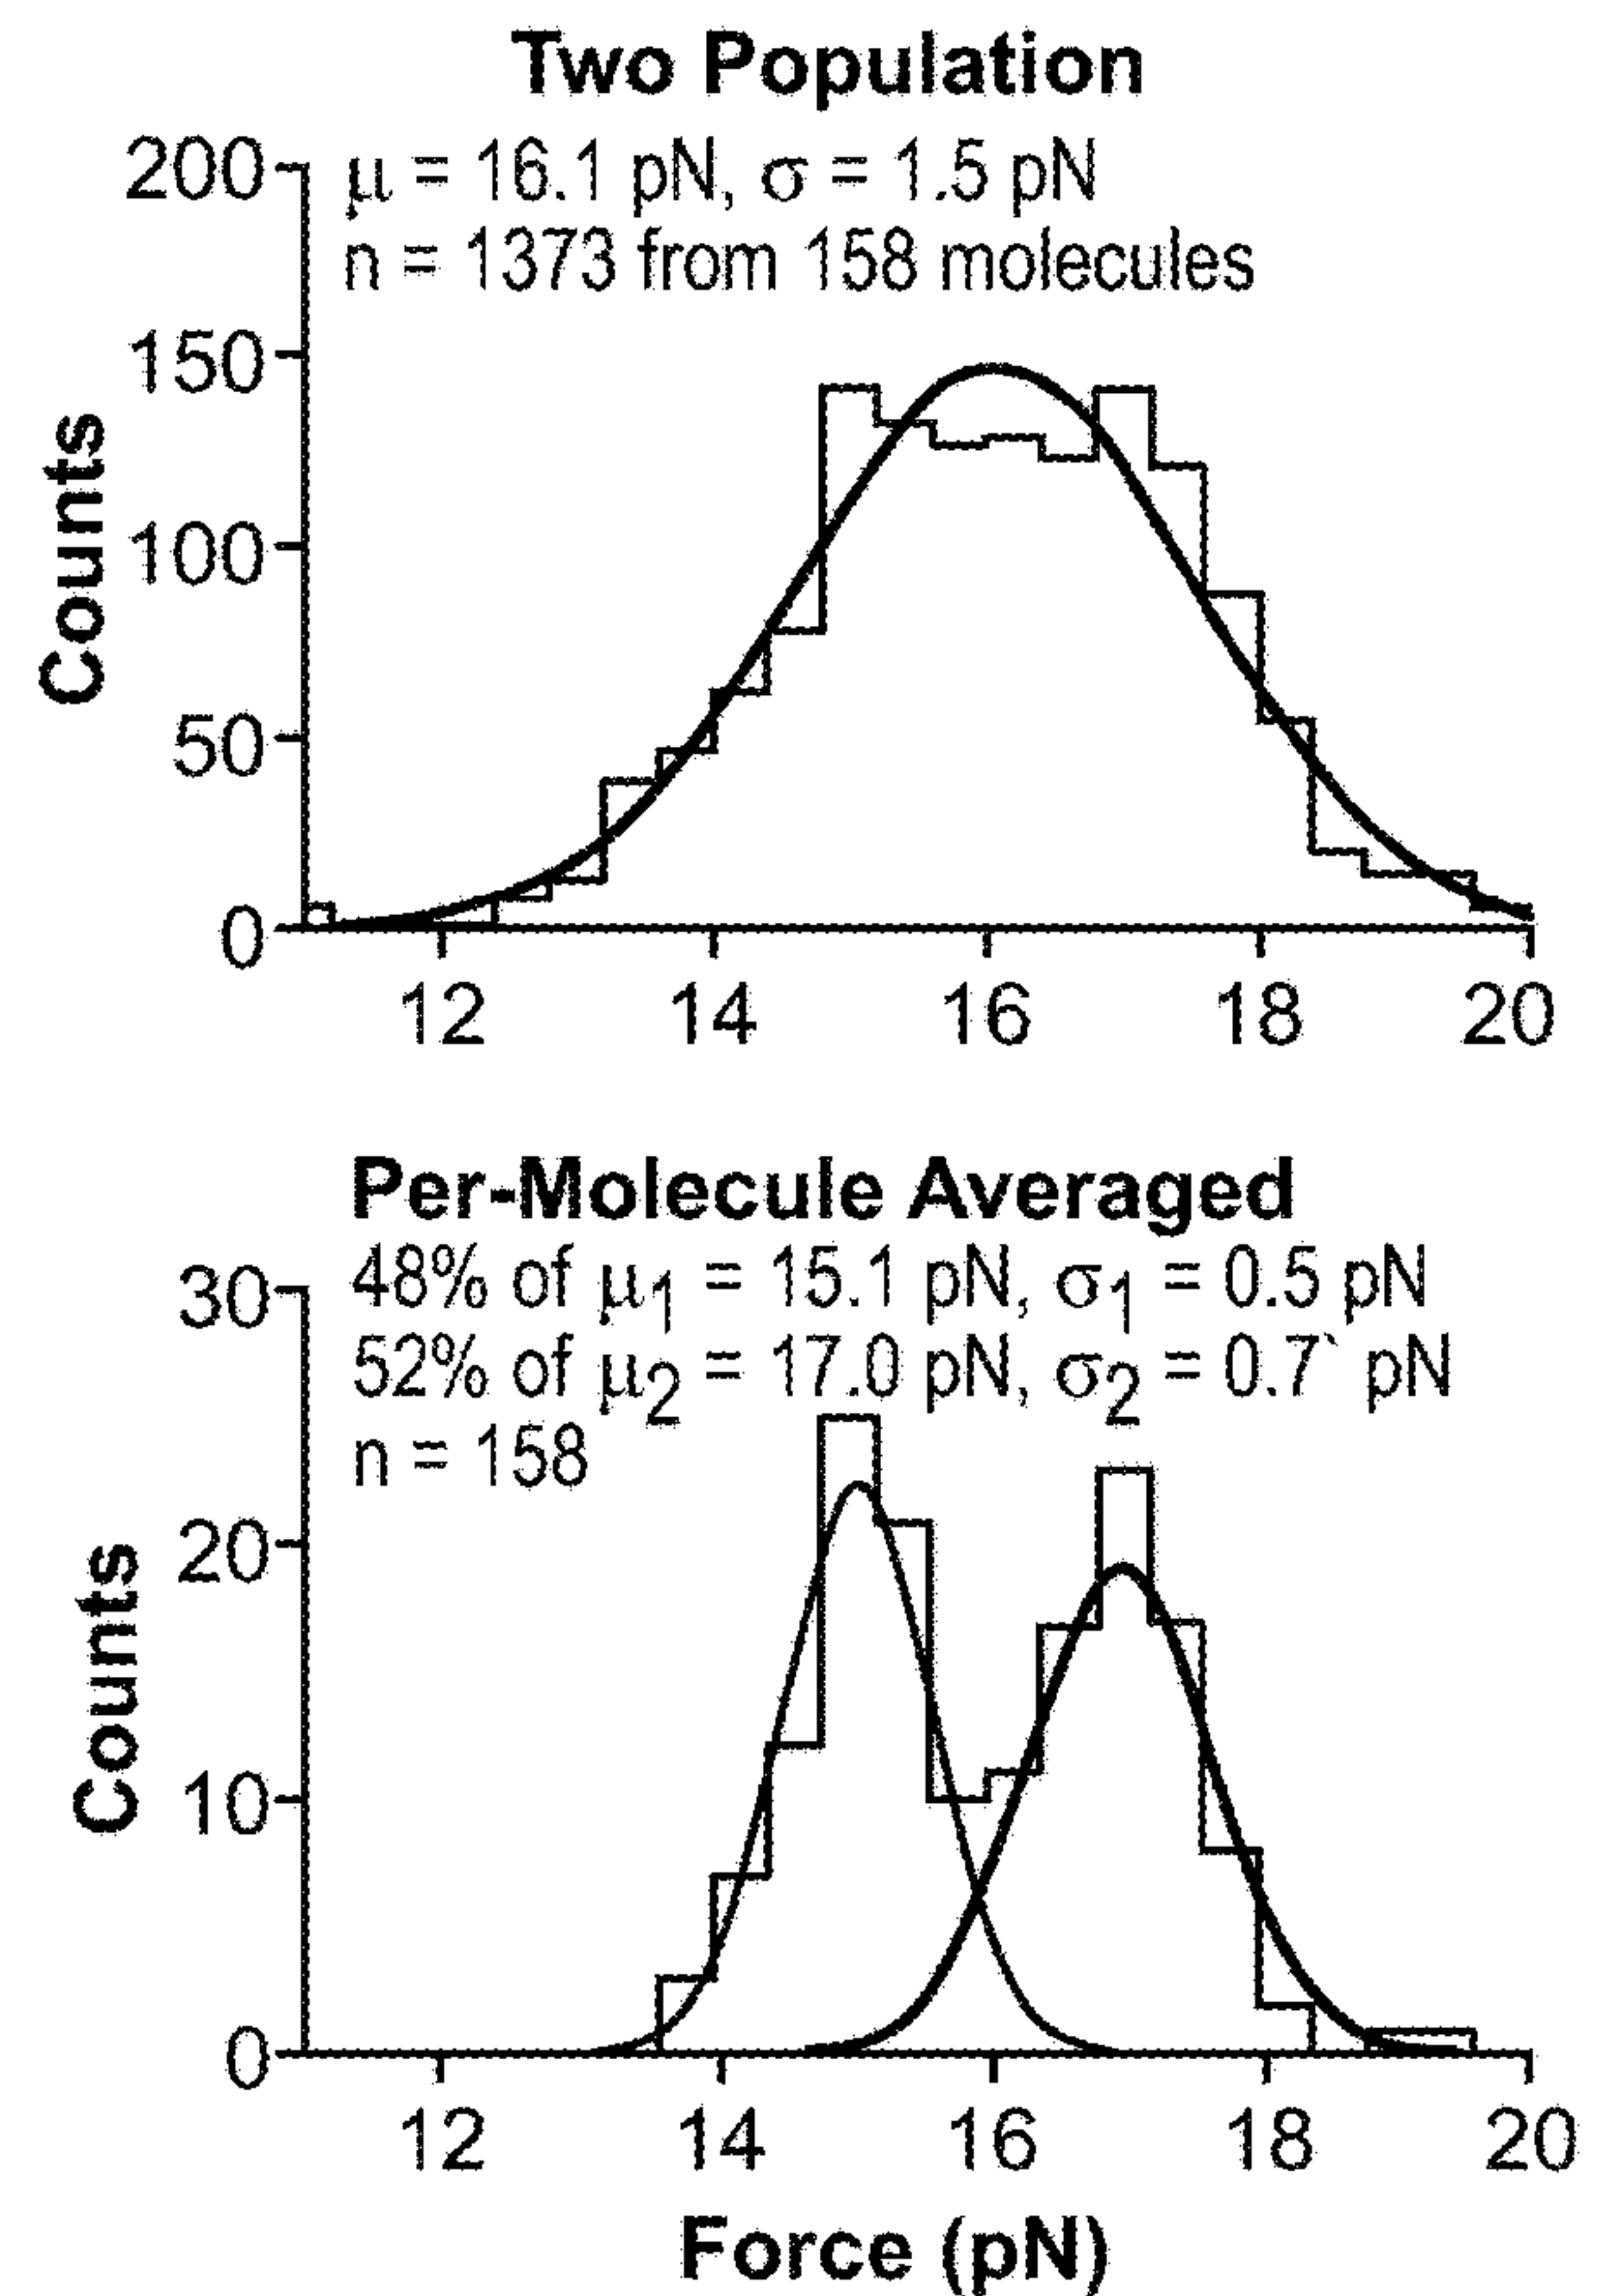 Two Population
μ = 16.1 pN, σ = 1.5 pN
n = 1373 from 158 molecules
200
150
100
50
0
Counts
12 14 16 18 20
Per-Molecule Averaged
48% of μ1 = 15.1 pN, σ1 = 0.5 pN
52% of μ2 = 17.0 pN, σ2 = 0.7` pN
n = 158
30
20
10
0
Counts
12 14 16 18 20
Force (pN)